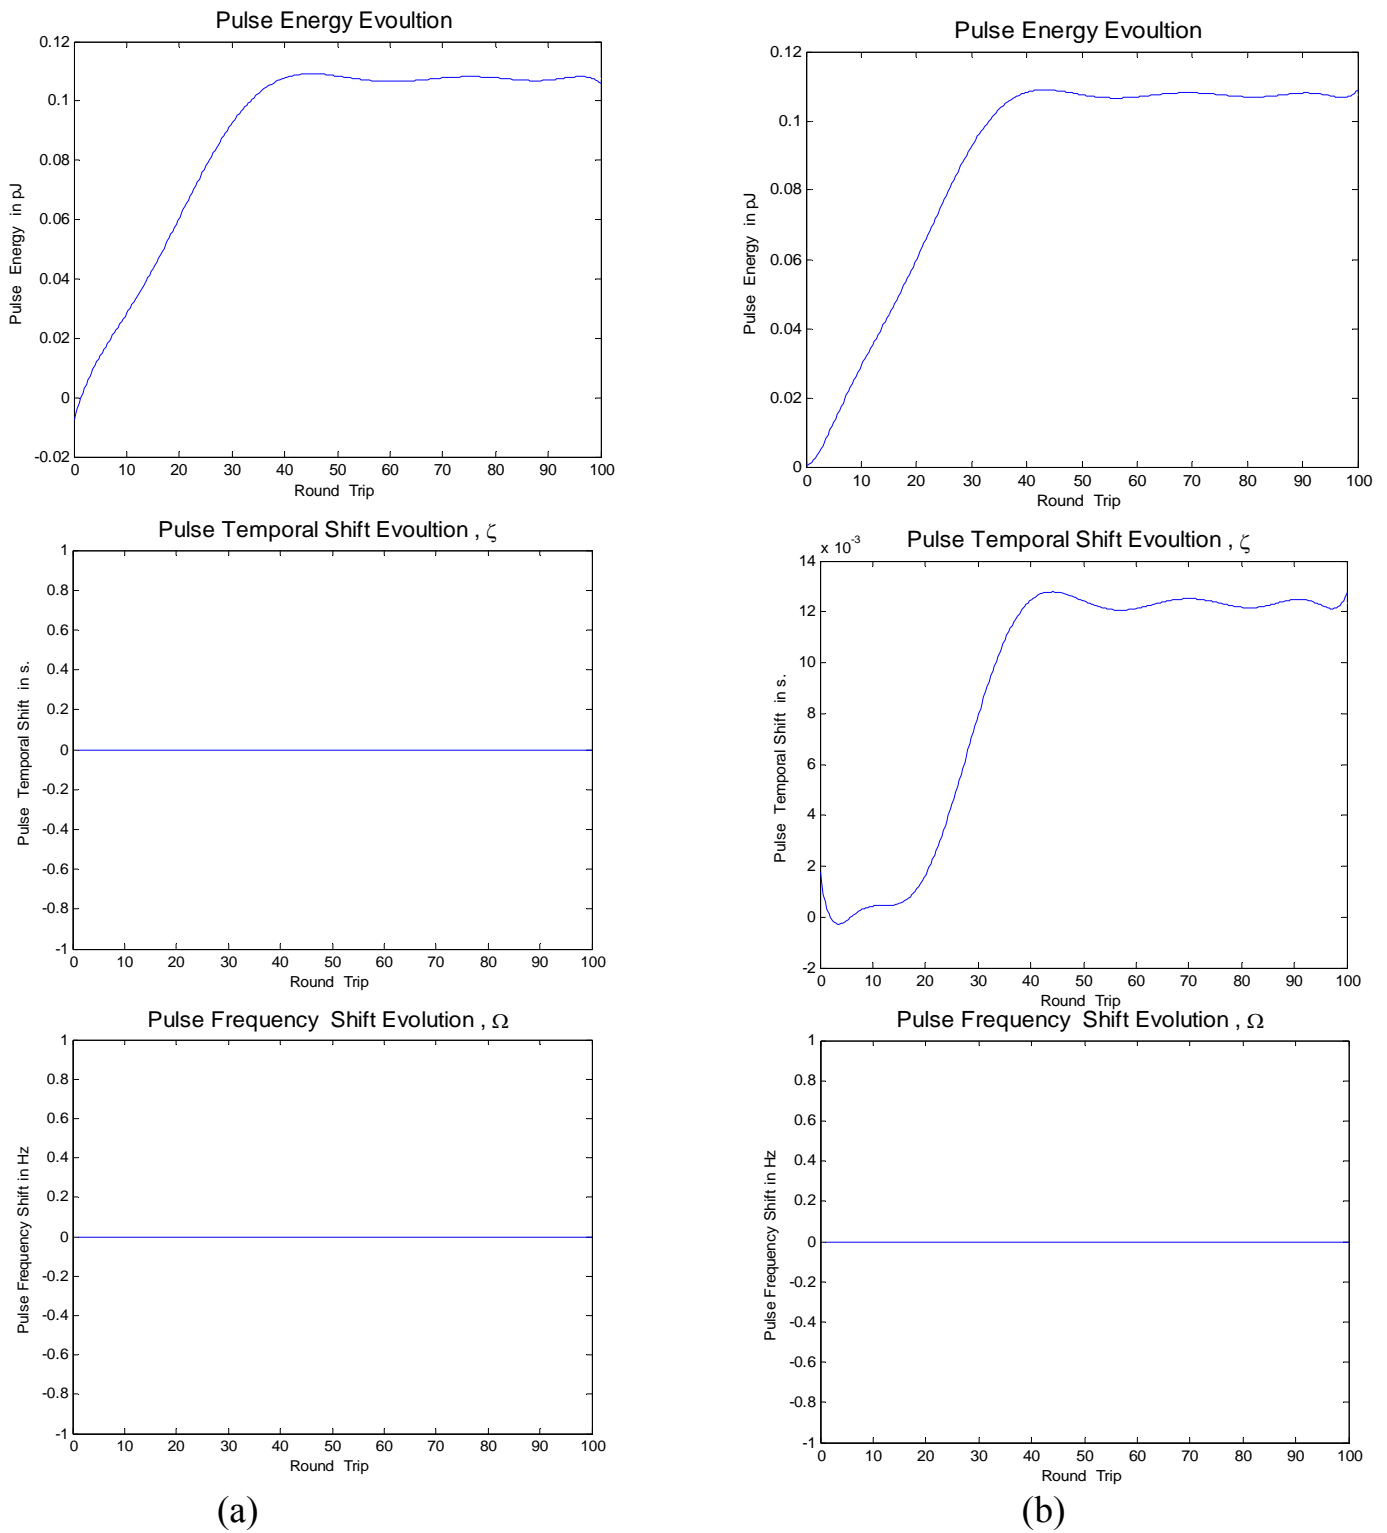 Pulse Energy Evoultion
0.12
0.1
0.08
0.06
0.04
0.02
0
-0.02
Pulse Energy in pJ
0 10 20 30 40 50 60 70 80 90 100
Round Trip
Pulse Temporal Shift Evoultion , ζ
1
0.8
0.6
0.4
0.2
0
-0.2
-0.4
-0.6
-0.8
-1
Pulse Temporal Shift in s.
0 10 20 30 40 50 60 70 80 90 100
Round Trip
Pulse Frequency Shift Evolution , Ω
1
0.8
0.6
0.4
0.2
0
-0.2
-0.4
-0.6
-0.8
-1
Pulse Frequency Shift in Hz
0 10 20 30 40 50 60 70 80 90 100
Round Trip
(a)
Pulse Energy Evoultion
0.12
0.1
0.08
0.06
0.04
0.02
0
Pulse Energy in pJ
0 10 20 30 40 50 60 70 80 90 100
Round Trip
Pulse Temporal Shift Evoultion , ζ
x 10-3
14
12
10
8
6
4
2
0
-2
Pulse Temporal Shift in s.
0 10 20 30 40 50 60 70 80 90 100
Round Trip
Pulse Frequency Shift Evolution , Ω
1
0.8
0.6
0.4
0.2
0
-0.2
-0.4
-0.6
-0.8
-1
Pulse Frequency Shift in Hz
0 10 20 30 40 50 60 70 80 90 100
Round Trip
(b)